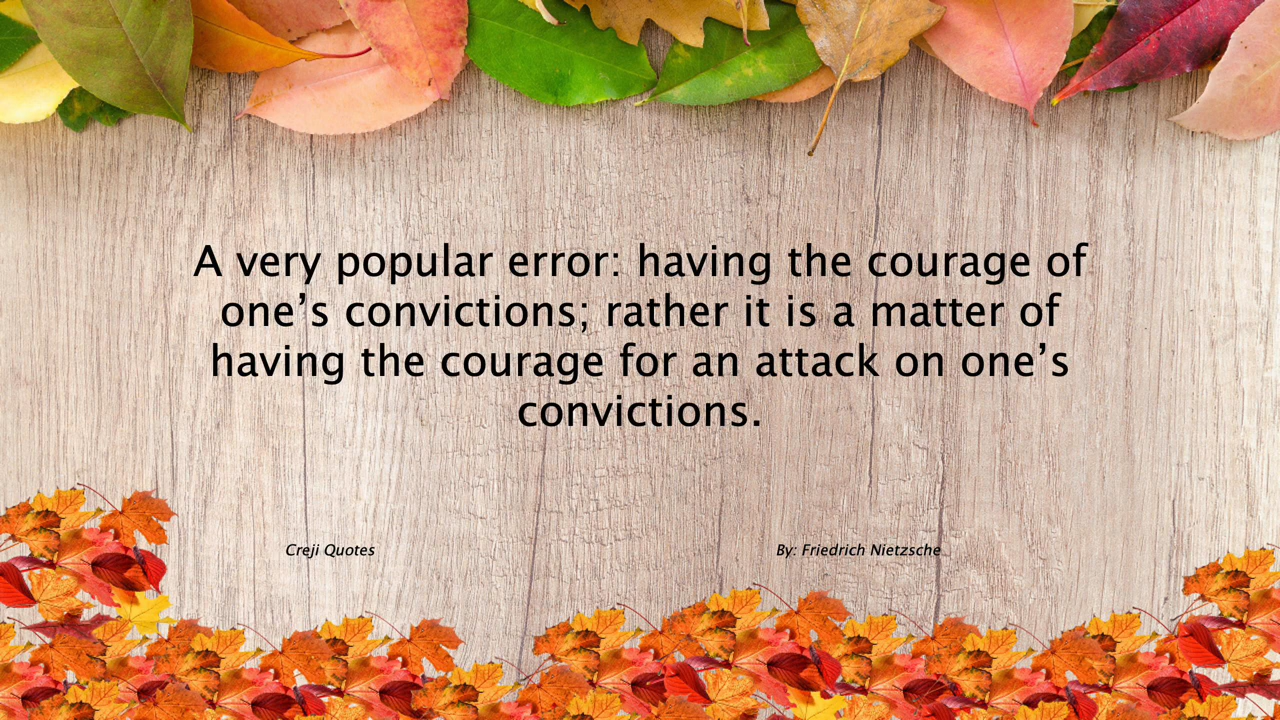 A very popular error: having the courage of
one’s convictions; rather it is a matter of
having the courage for an attack on one’s
convictions.
Creji Quotes
By: Friedrich Nietzsche